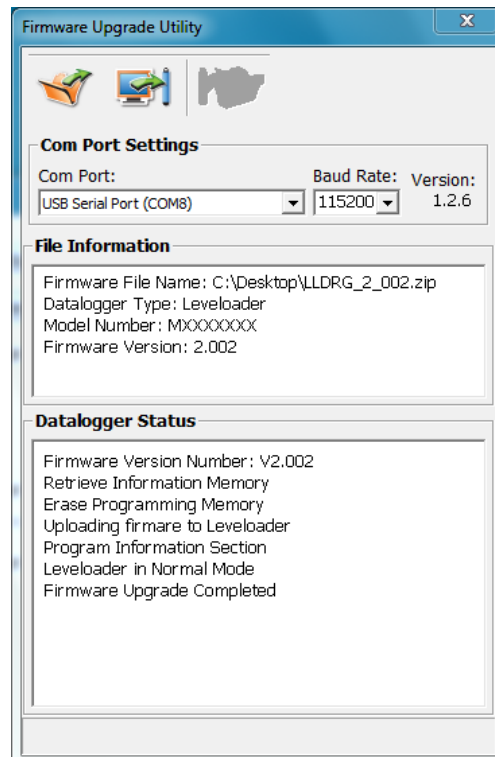 Firmware Upgrade Utility
x
Com Port Settings
Com Port:
Baud Rate:
Version:
USB Serial Port (COM8)
115200
1.2.6
File Information
Firmware File Name: C:\Desktop\LLDRG_2_002.zip
Datalogger Type: Leveloader
Model Number: MXXXXXXX
Firmware Version: 2.002
Datalogger Status
Firmware Version Number: V2.002
Retrieve Information Memory
Erase Programming Memory
Uploading firmare to Leveloader
Program Information Section
Leveloader in Normal Mode
Firmware Upgrade Completed